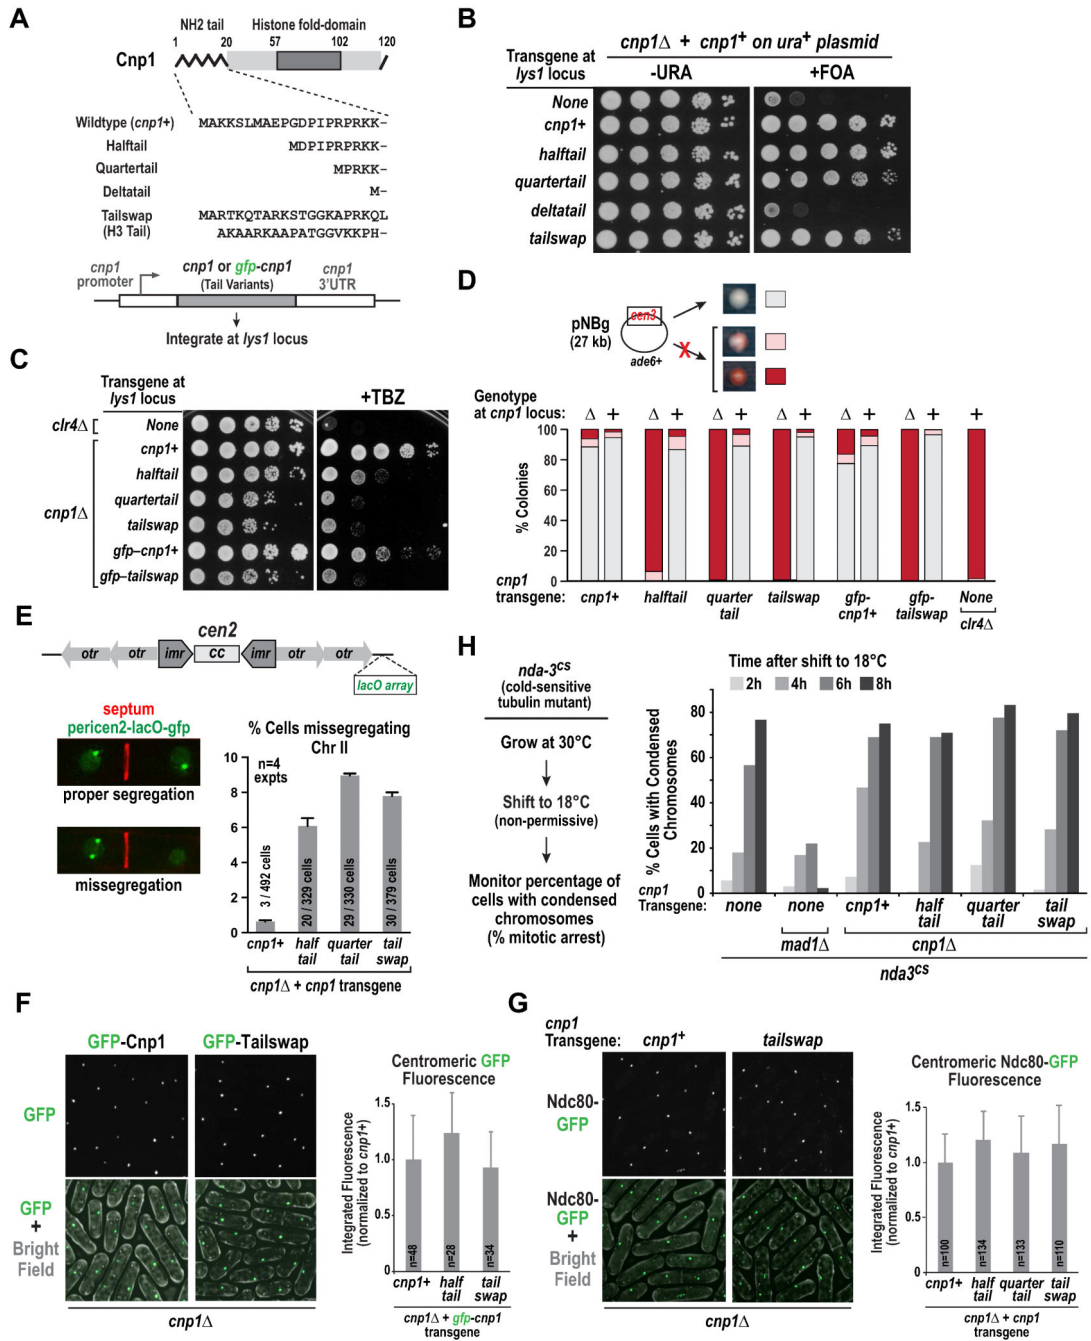 A
NH2 tail
Histone fold-domain
1 20 57 102 120
Cnp1
Wildtype (cnp1+) MAKKSLMAEPGDPIPRPRKK-
Halftail MDPIPRPRKK-
Quartertail MPRKK-
Deltatail M-
Tailswap MARTKQTARKSTGGKAPRKQL
(H3 Tail) AKAARKAAPATGGVKKPH-
cnp1 promoter
cnp1 or gfp-cnp1
(Tail Variants)
cnp1 3'UTR
Integrate at lys1 locus
B
cnp1Δ + cnp1+ on ura+ plasmid
Transgene at lys1 locus
-URA
+FOA
None
cnp1+
halftail
quartertail
deltatail
tailswap
C
Transgene at lys1 locus
+TBZ
clr4Δ
None
cnp1Δ
cnp1+
halftail
quartertail
tailswap
gfp–cnp1+
gfp–tailswap
D
pNBg
(27 kb)
cen3
ade6+
X
Genotype at cnp1 locus:
Δ + Δ + Δ + Δ + Δ + Δ + +
% Colonies
100
80
60
40
20
0
cnp1 transgene:
cnp1+
halftail
quarter tail
tailswap
gfp-cnp1+
gfp-tailswap
None
clr4Δ
E
cen2
otr otr imr cc imr otr otr
lacO array
septum
pericen2-lacO-gfp
proper segregation
missegregation
% Cells missegregating
Chr II
n=4 expts
10
8
6
4
2
0
3 / 492 cells
20 / 329 cells
29 / 330 cells
30 / 379 cells
cnp1+
half tail
quarter tail
tail swap
cnp1Δ + cnp1 transgene
H
nda-3cs
(cold-sensitive
tubulin mutant)
Grow at 30°C
Shift to 18°C
(non-permissive)
Monitor percentage of
cells with condensed
chromosomes
(% mitotic arrest)
Time after shift to 18°C
2h 4h 6h 8h
% Cells with Condensed
Chromosomes
80
60
40
20
0
cnp1 Transgene:
none
none
cnp1+
half tail
quarter tail
tail swap
mad1Δ
cnp1Δ
nda3cs
F
GFP-Cnp1
GFP-Tailswap
GFP
GFP
+
Bright
Field
cnp1Δ
Centromeric GFP
Fluorescence
Integrated Fluorescence
(normalized to cnp1+)
1.5
1.0
0.5
0
n=48
n=28
n=34
cnp1+
half tail
tail swap
cnp1Δ + gfp-cnp1
transgene
G
cnp1 Transgene:
cnp1+
tailswap
Ndc80-
GFP
Ndc80-
GFP
+
Bright
Field
cnp1Δ
Centromeric Ndc80-GFP
Fluorescence
Integrated Fluorescence
(normalized to cnp1+)
1.5
1.0
0.5
0
n=100
n=134
n=133
n=110
cnp1+
half tail
quarter tail
tail swap
cnp1Δ + cnp1
transgene